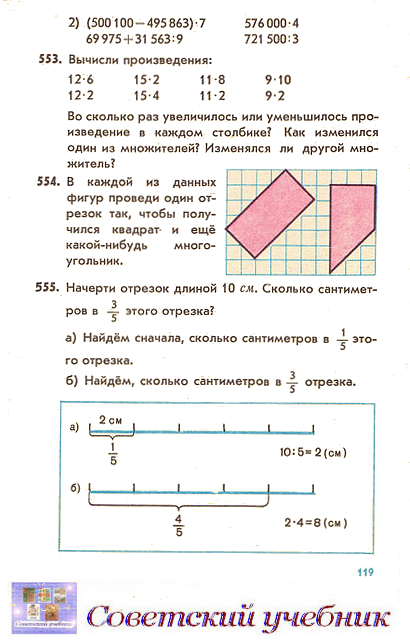 2) (500 100 — 495 863) · 7 576 000 · 4
69 975 + 31 563 : 9 721 500 : 3
553. Вычисли произведения:
12 · 6 15 · 2 11 · 8 9 · 10
12 · 2 15 · 4 11 · 2 9 · 2
Во сколько раз увеличилось или уменьшилось про-
изведение в каждом столбике? Как изменился
один из множителей? Изменялся ли другой мно-
житель?
554. В каждой из данных
фигур проведи один от-
резок так, чтобы полу-
чился квадрат и ещё
какой-нибудь много-
угольник.
555. Начерти отрезок длиной 10 см. Сколько сантимет-
ров в 3/5 этого отрезка?
а) Найдём сначала, сколько сантиметров в 1/5 это-
го отрезка.
б) Найдём, сколько сантиметров в 3/5 отрезка.
2 см
а)
1/5
10 : 5 = 2 (см)
б)
4/5
2 · 4 = 8 (см)
119
Советский учебник
Советский учебник